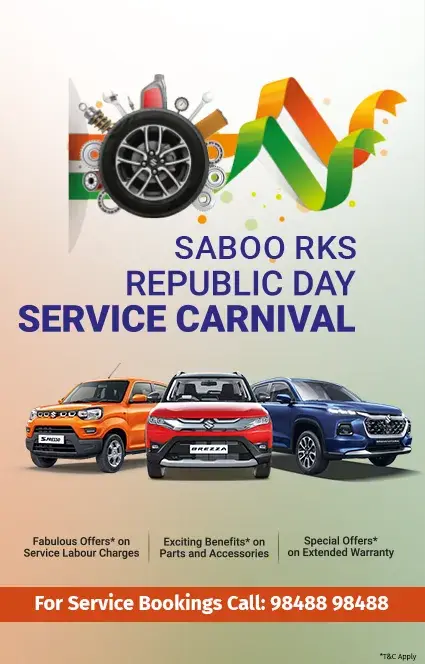 SABOO RKS
REPUBLIC DAY
SERVICE CARNIVAL
S-PRESSO
BREZZA
Fabulous Offers* on
Service Labour Charges
Exciting Benefits* on
Parts and Accessories
Special Offers*
on Extended Warranty
For Service Bookings Call: 98488 98488
*T&C Apply